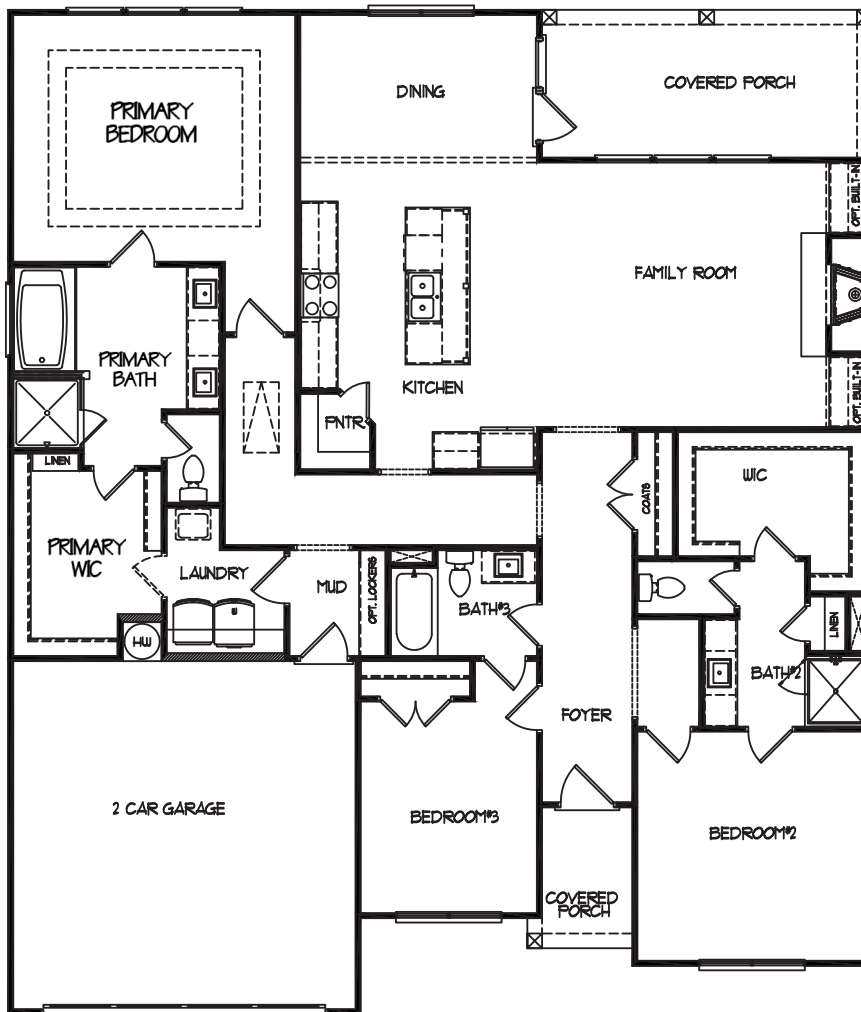 PRIMARY
BEDROOM
DINING
COVERED PORCH
OPT. BUILT-IN
FAMILY ROOM
OPT. BUILT-IN
PRIMARY
BATH
KITCHEN
PNTR.
LINEN
PRIMARY
WIC
LAUNDRY
W
HW
MUD
OPT. LOCKERS
BATH#3
COATS
WIC
LINEN
BATH#2
FOYER
2 CAR GARAGE
BEDROOM#3
BEDROOM#2
COVERED
PORCH